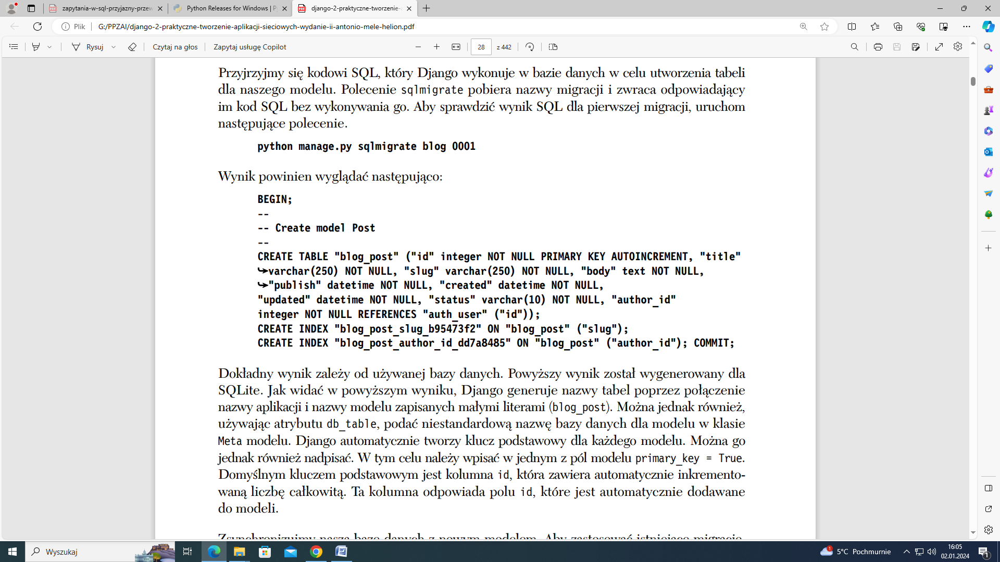 zapytania-w-sql-przyjazny-przew
Python Releases for Windows | Py
django-2-praktyczne-tworzenie-a
Plik
G:/PPZAI/django-2-praktyczne-tworzenie-aplikacji-sieciowych-wydanie-ii-antonio-mele-helion.pdf
Rysuj
Czytaj na głos
Zapytaj usługę Copilot
28
z 442
Przyjrzyjmy się kodowi SQL, który Django wykonuje w bazie danych w celu utworzenia tabeli
dla naszego modelu. Polecenie sqlmigrate pobiera nazwy migracji i zwraca odpowiadający
im kod SQL bez wykonywania go. Aby sprawdzić wynik SQL dla pierwszej migracji, uruchom
następujące polecenie.
python manage.py sqlmigrate blog 0001
Wynik powinien wyglądać następująco:
BEGIN;
--
-- Create model Post
--
CREATE TABLE "blog_post" ("id" integer NOT NULL PRIMARY KEY AUTOINCREMENT, "title"
↪varchar(250) NOT NULL, "slug" varchar(250) NOT NULL, "body" text NOT NULL,
↪"publish" datetime NOT NULL, "created" datetime NOT NULL,
"updated" datetime NOT NULL, "status" varchar(10) NOT NULL, "author_id"
integer NOT NULL REFERENCES "auth_user" ("id"));
CREATE INDEX "blog_post_slug_b95473f2" ON "blog_post" ("slug");
CREATE INDEX "blog_post_author_id_dd7a8485" ON "blog_post" ("author_id"); COMMIT;
Dokładny wynik zależy od używanej bazy danych. Powyższy wynik został wygenerowany dla
SQLite. Jak widać w powyższym wyniku, Django generuje nazwy tabel poprzez połączenie
nazwy aplikacji i nazwy modelu zapisanych małymi literami (blog_post). Można jednak również,
używając atrybutu db_table, podać niestandardową nazwę bazy danych dla modelu w klasie
Meta modelu. Django automatycznie tworzy klucz podstawowy dla każdego modelu. Można go
jednak również nadpisać. W tym celu należy wpisać w jednym z pól modelu primary_key = True.
Domyślnym kluczem podstawowym jest kolumna id, która zawiera automatycznie inkremento-
waną liczbę całkowitą. Ta kolumna odpowiada polu id, które jest automatycznie dodawane
do modeli.
Zsynchronizujmy naszą bazę danych z nowym modelem. Aby zastosować istniejące migracje,
Wyszukaj
5°C Pochmurnie
16:05
02.01.2024